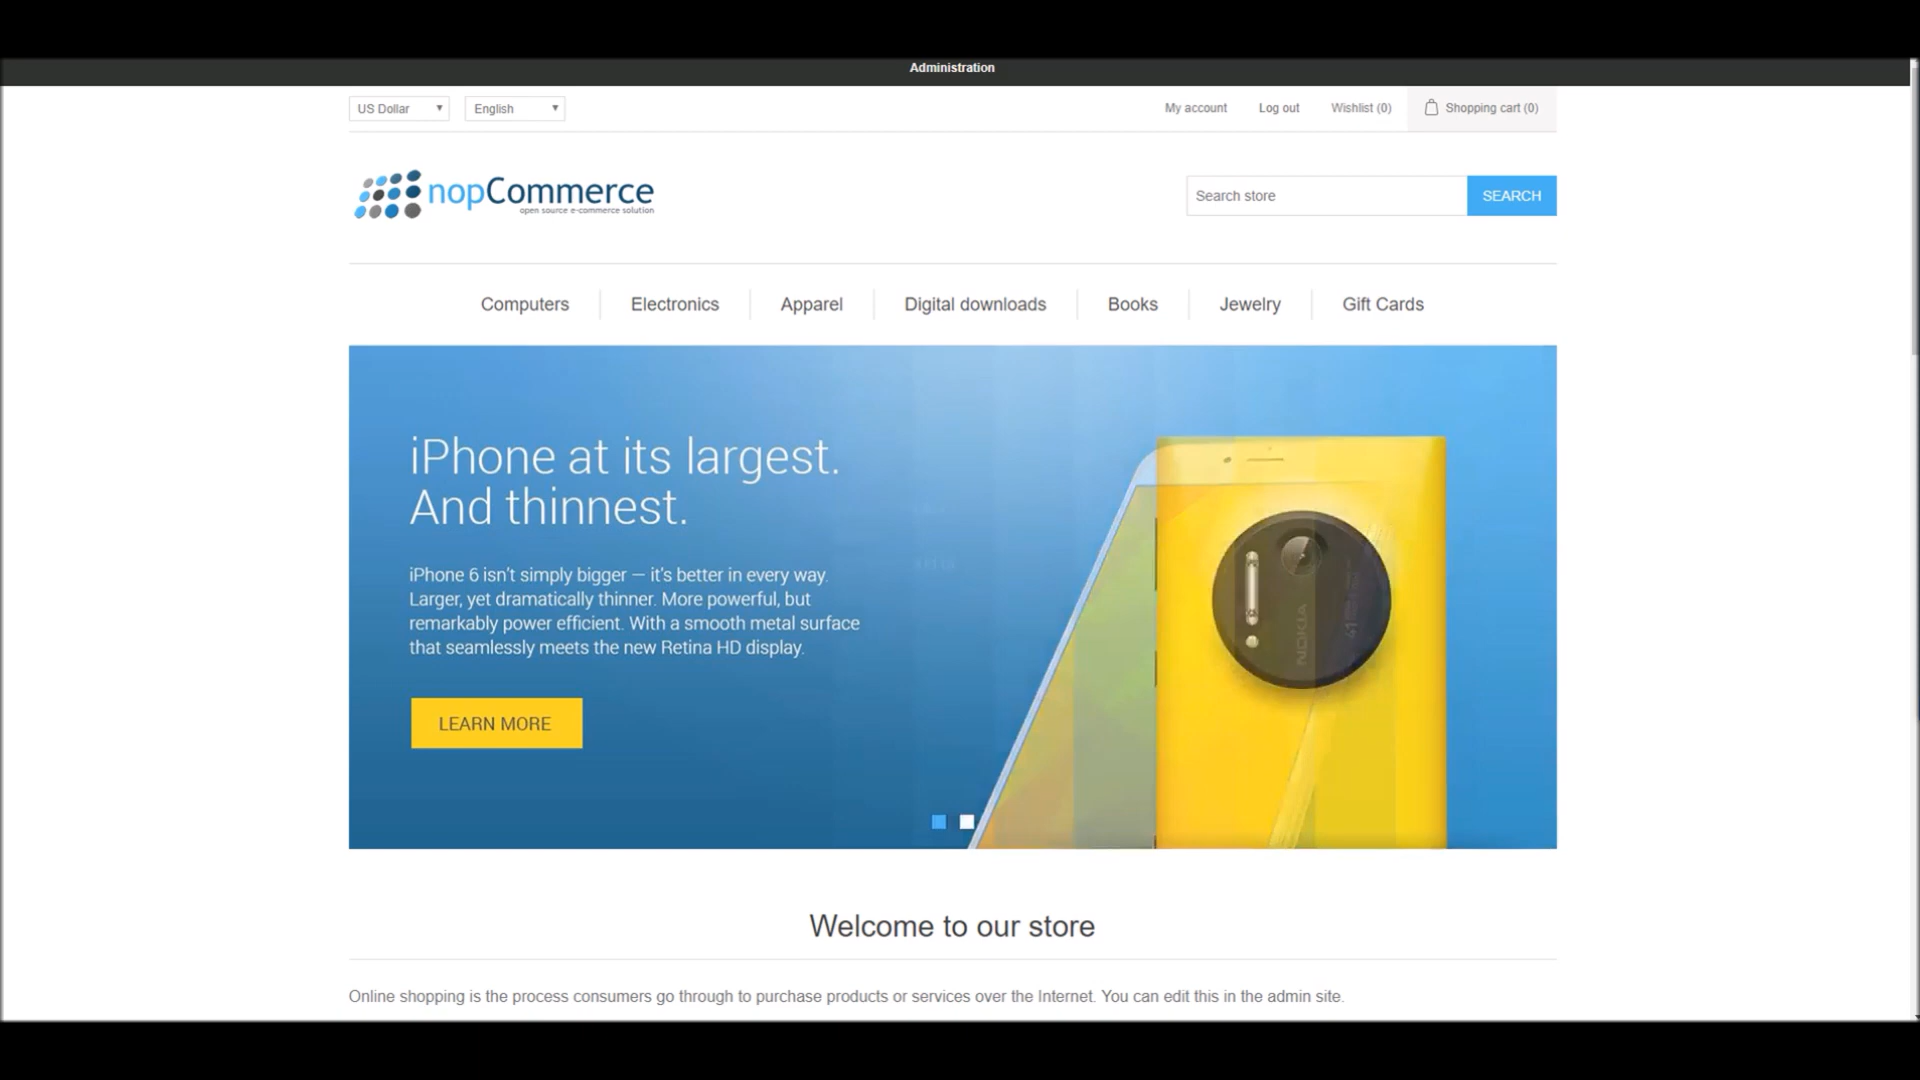 Administration
US Dollar
English
My account
Log out
Wishlist (0)
Shopping cart (0)
nopCommerce
open source e-commerce solution
Search store
SEARCH
Computers
Electronics
Apparel
Digital downloads
Books
Jewelry
Gift Cards
iPhone at its largest.
And thinnest.
iPhone 6 isn't simply bigger — it's better in every way.
Larger, yet dramatically thinner. More powerful, but
remarkably power efficient. With a smooth metal surface
that seamlessly meets the new Retina HD display.
LEARN MORE
NOKIA
Welcome to our store
Online shopping is the process consumers go through to purchase products or services over the Internet. You can edit this in the admin site.